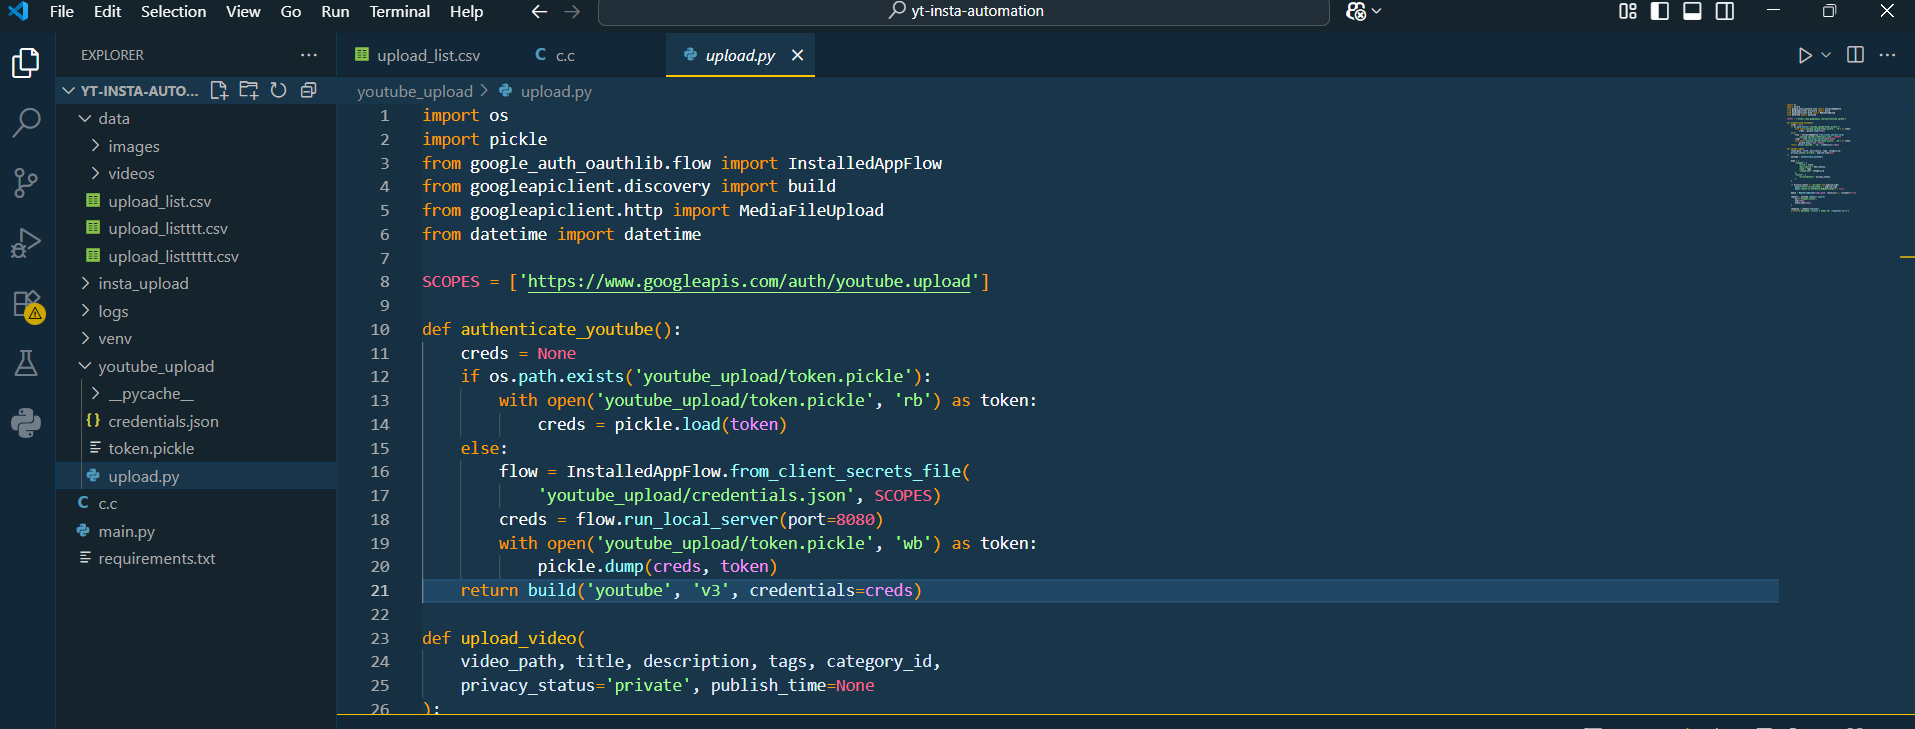 File Edit Selection View Go Run Terminal Help
yt-insta-automation
EXPLORER
YT-INSTA-AUTO...
data
images
videos
upload_list.csv
upload_listttt.csv
upload_listttttt.csv
insta_upload
logs
venv
youtube_upload
__pycache__
{} credentials.json
token.pickle
upload.py
C c.c
main.py
requirements.txt
upload_list.csv
C c.c
upload.py
youtube_upload > upload.py
1 import os
2 import pickle
3 from google_auth_oauthlib.flow import InstalledAppFlow
4 from googleapiclient.discovery import build
5 from googleapiclient.http import MediaFileUpload
6 from datetime import datetime
7
8 SCOPES = ['https://www.googleapis.com/auth/youtube.upload']
9
10 def authenticate_youtube():
11 creds = None
12 if os.path.exists('youtube_upload/token.pickle'):
13 with open('youtube_upload/token.pickle', 'rb') as token:
14 creds = pickle.load(token)
15 else:
16 flow = InstalledAppFlow.from_client_secrets_file(
17 'youtube_upload/credentials.json', SCOPES)
18 creds = flow.run_local_server(port=8080)
19 with open('youtube_upload/token.pickle', 'wb') as token:
20 pickle.dump(creds, token)
21 return build('youtube', 'v3', credentials=creds)
22
23 def upload_video(
24 video_path, title, description, tags, category_id,
25 privacy_status='private', publish_time=None
26 ):